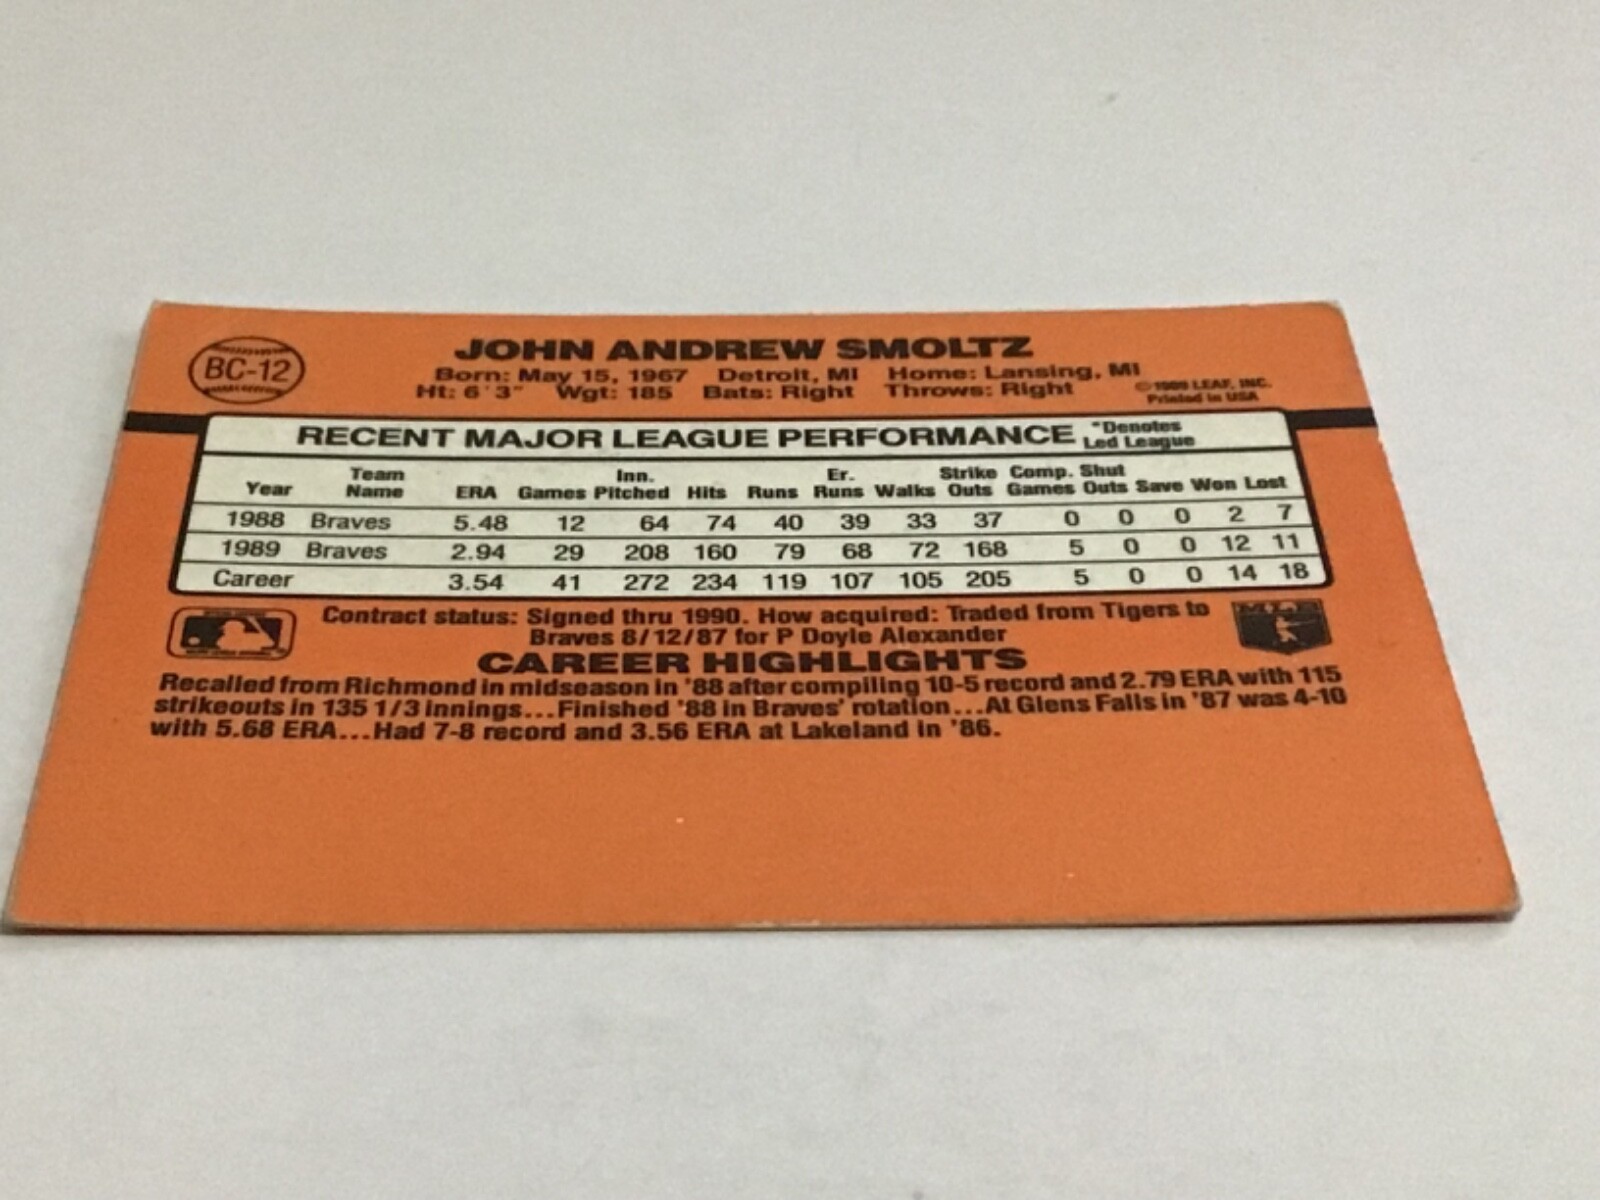 BC-12
JOHN ANDREW SMOLTZ
Born: May 15, 1967 Detroit, MI Home: Lansing, MI
Ht: 6'3" Wgt: 185 Bats: Right Throws: Right
© 1989 LEAF, INC.
Printed in USA
RECENT MAJOR LEAGUE PERFORMANCE *Denotes Led League
Year Team Name ERA Games Inn. Pitched Hits Runs Er. Runs Walks Strike Outs Comp. Games Shut Outs Save Won Lost
1988 Braves 5.48 12 64 74 40 39 33 37 0 0 0 2 7
1989 Braves 2.94 29 208 160 79 68 72 168 5 0 0 12 11
Career 3.54 41 272 234 119 107 105 205 5 0 0 14 18
Contract status: Signed thru 1990. How acquired: Traded from Tigers to
Braves 8/12/87 for P Doyle Alexander
CAREER HIGHLIGHTS
Recalled from Richmond in midseason in '88 after compiling 10-5 record and 2.79 ERA with 115
strikeouts in 135 1/3 innings...Finished '88 in Braves' rotation...At Glens Falls in '87 was 4-10
with 5.68 ERA...Had 7-8 record and 3.56 ERA at Lakeland in '86.